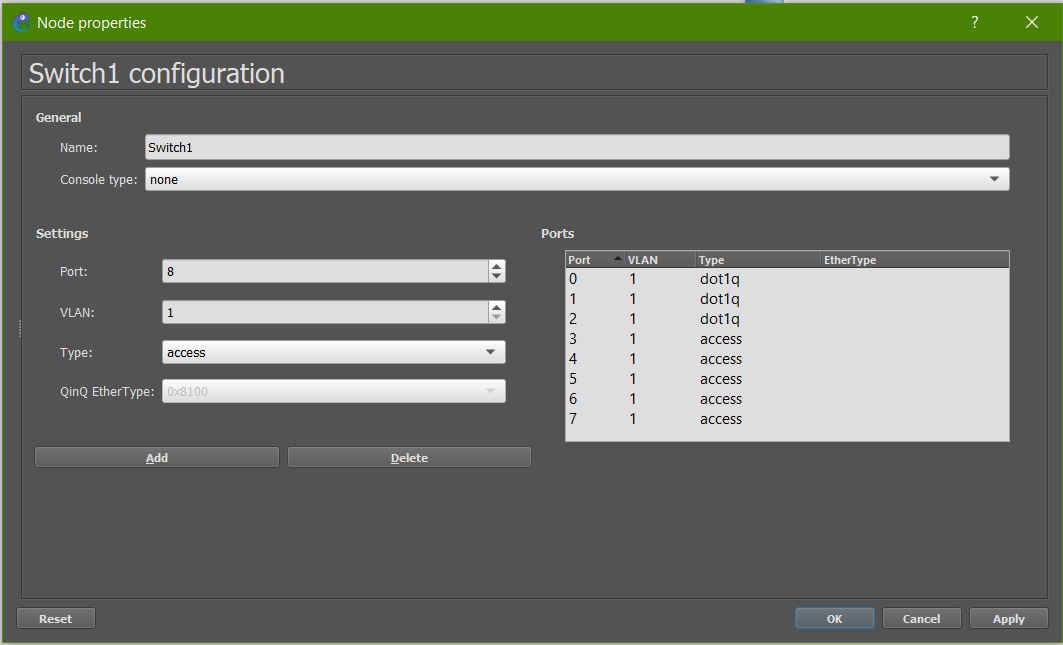 Node properties
?
Switch1 configuration
General
Name: Switch1
Console type: none
Settings
Port: 8
VLAN: 1
Type: access
QinQ EtherType: 0x8100
Add Delete
Ports
Port VLAN Type EtherType
0 1 dot1q
1 1 dot1q
2 1 dot1q
3 1 access
4 1 access
5 1 access
6 1 access
7 1 access
Reset OK Cancel Apply